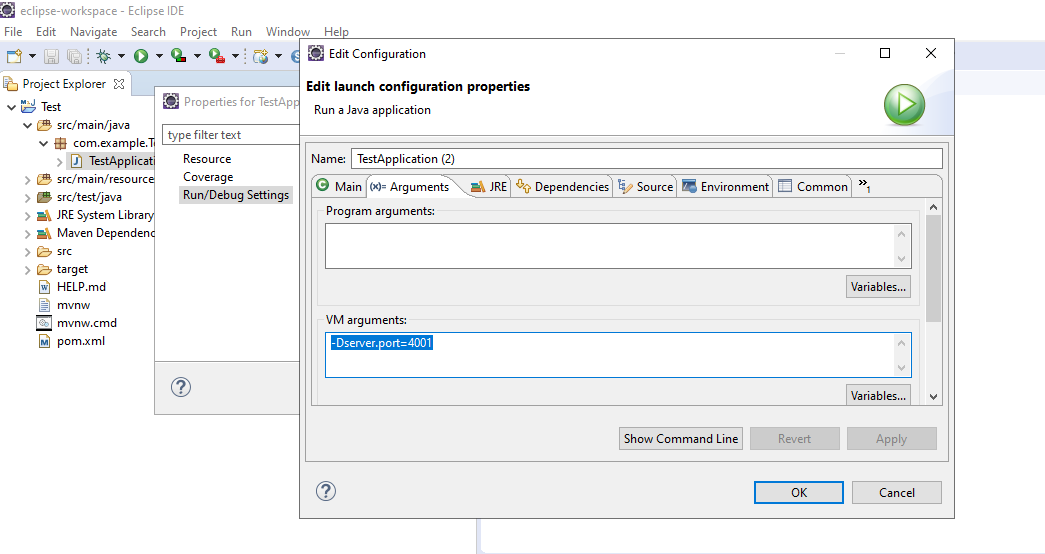 eclipse-workspace - Eclipse IDE
File Edit Navigate Search Project Run Window Help
Project Explorer
Test
src/main/java
com.example.T
TestApplicati
src/main/resource
src/test/java
JRE System Library
Maven Dependenc
src
target
HELP.md
mvnw
mvnw.cmd
pom.xml
Properties for TestApp
type filter text
Resource
Coverage
Run/Debug Settings
Edit Configuration
Edit launch configuration properties
Run a Java application
Name: TestApplication (2)
Main (x)= Arguments JRE Dependencies Source Environment Common »1
Program arguments:
Variables...
VM arguments:
-Dserver.port=4001
Variables...
Show Command Line Revert Apply
OK Cancel